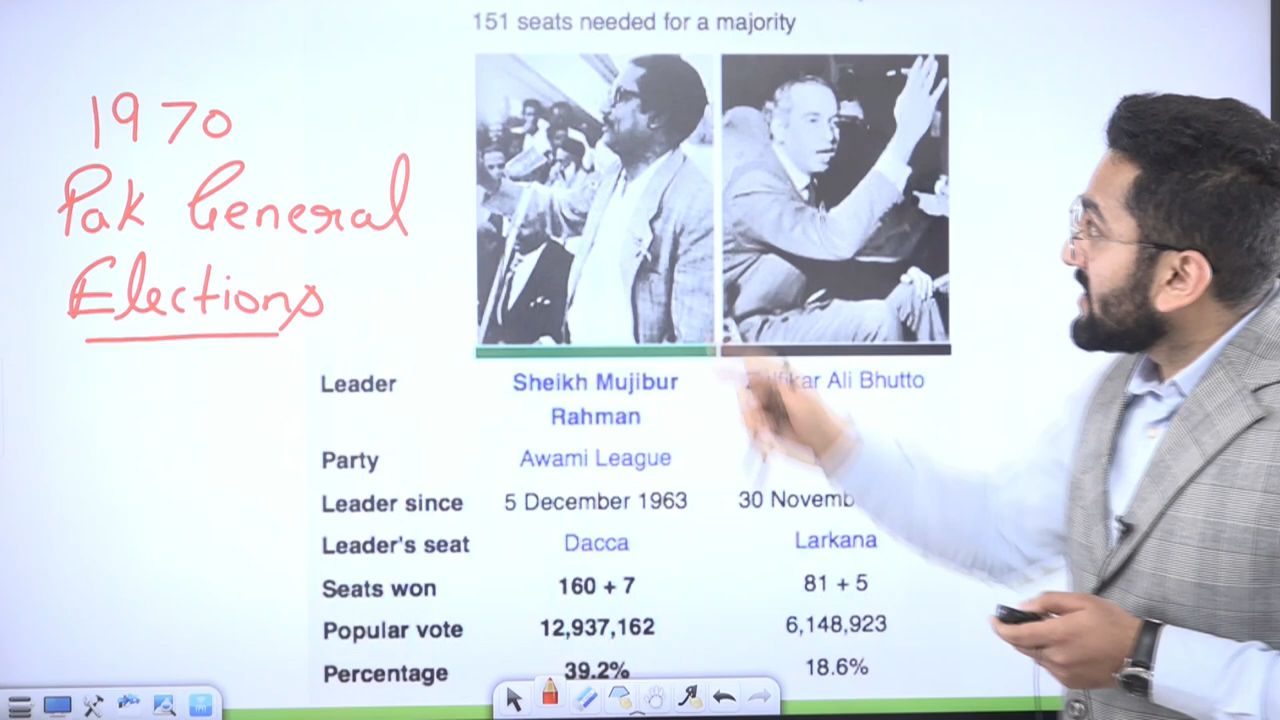 151 seats needed for a majority
1970
Pak General
Elections
Leader Sheikh Mujibur Rahman Ali Bhutto
Party Awami League
Leader since 5 December 1963 30
Leader's seat Dacca Larkana
Seats won 160 + 7 81 + 5
Popular vote 12,937,162 6,148,923
Percentage 39.2% 18.6%